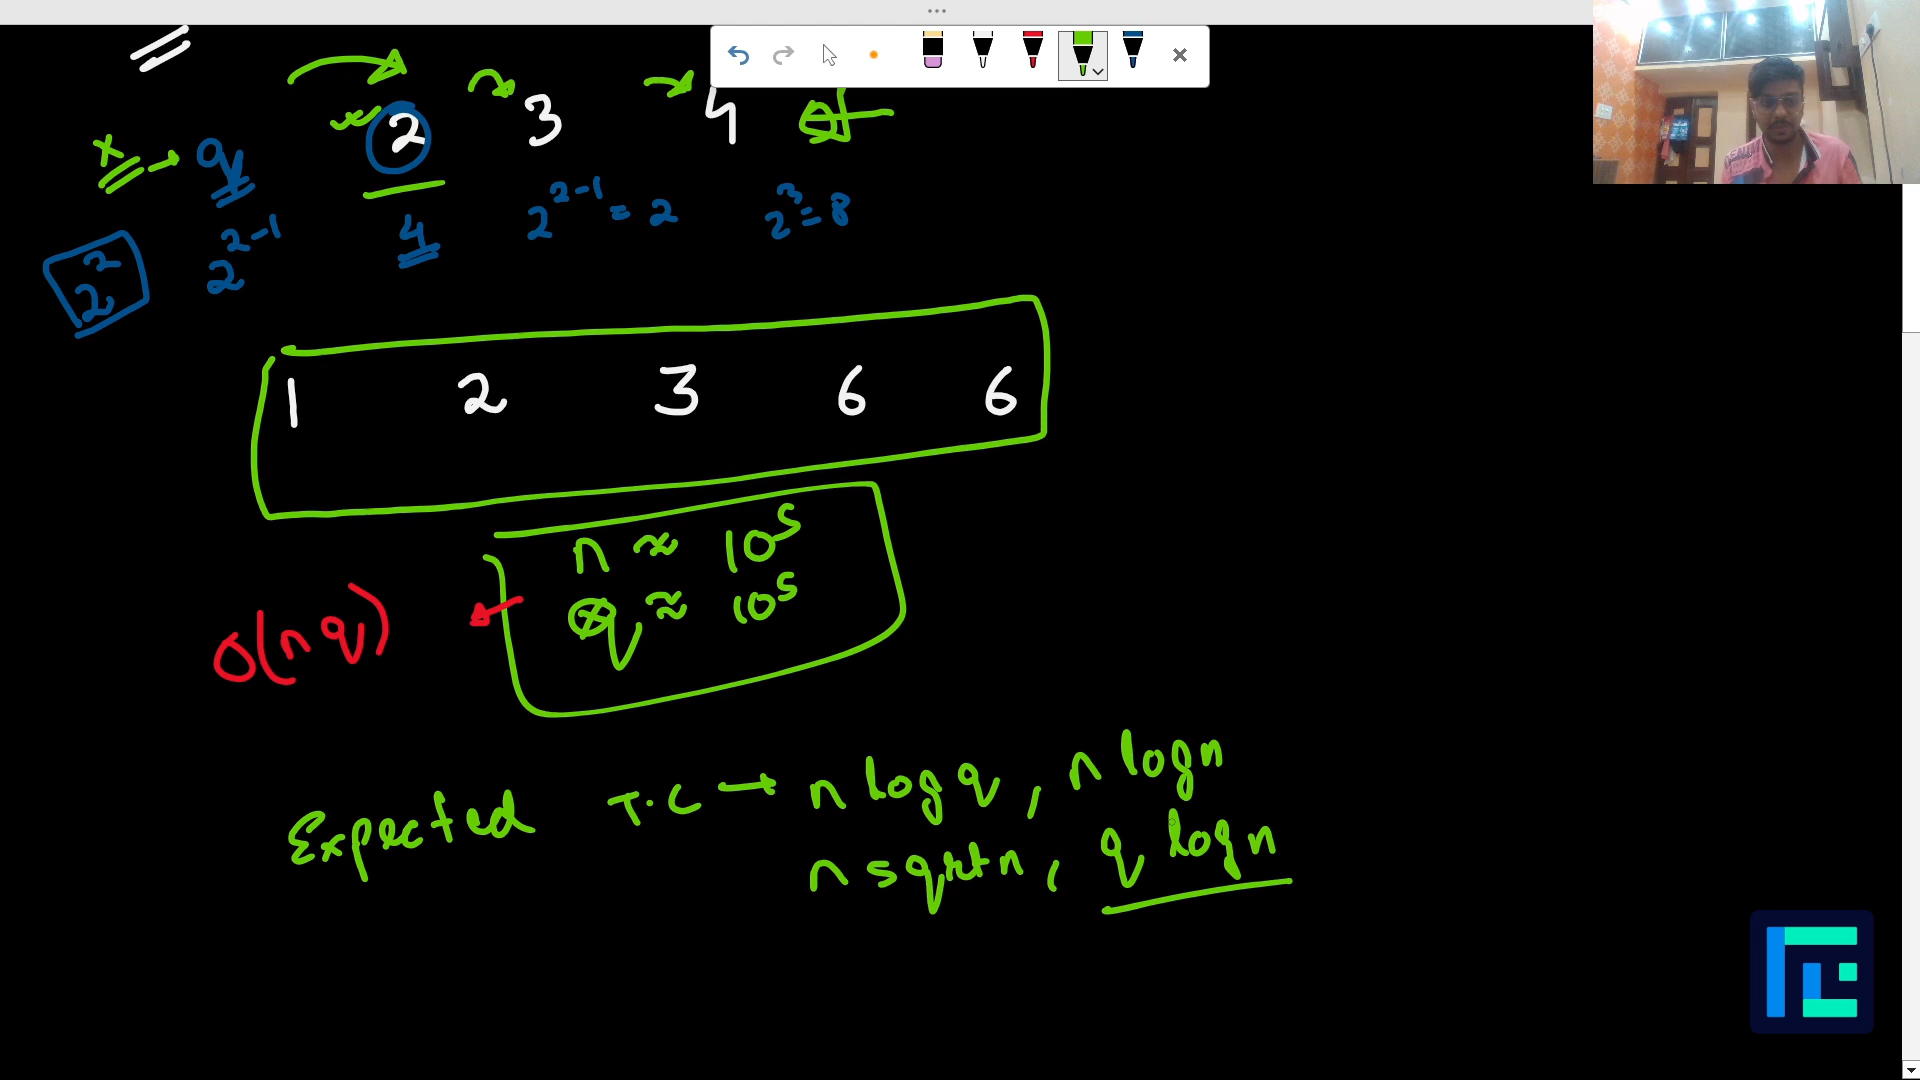 x → q 2 3 4
2^2 2^{2-1} 4 2^{2-1} = 2 2^3 = 8
1 2 3 6 6
n ≈ 10^5
q ≈ 10^5
O(nq)
Expected T.C → n log q, n log n
n sqrt n, q log n